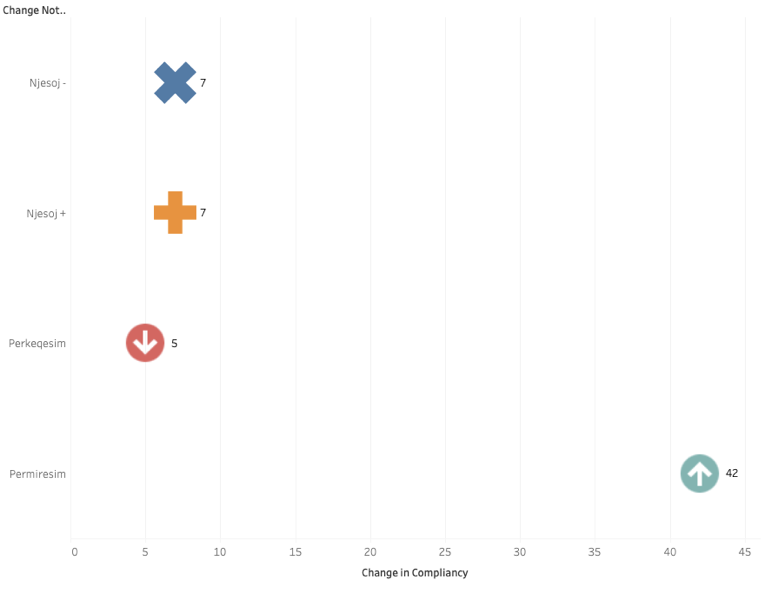 Change Not..
Njesoj -
7
Njesoj +
7
Perkeqesim
5
Permiresim
42
0 5 10 15 20 25 30 35 40 45
Change in Compliancy